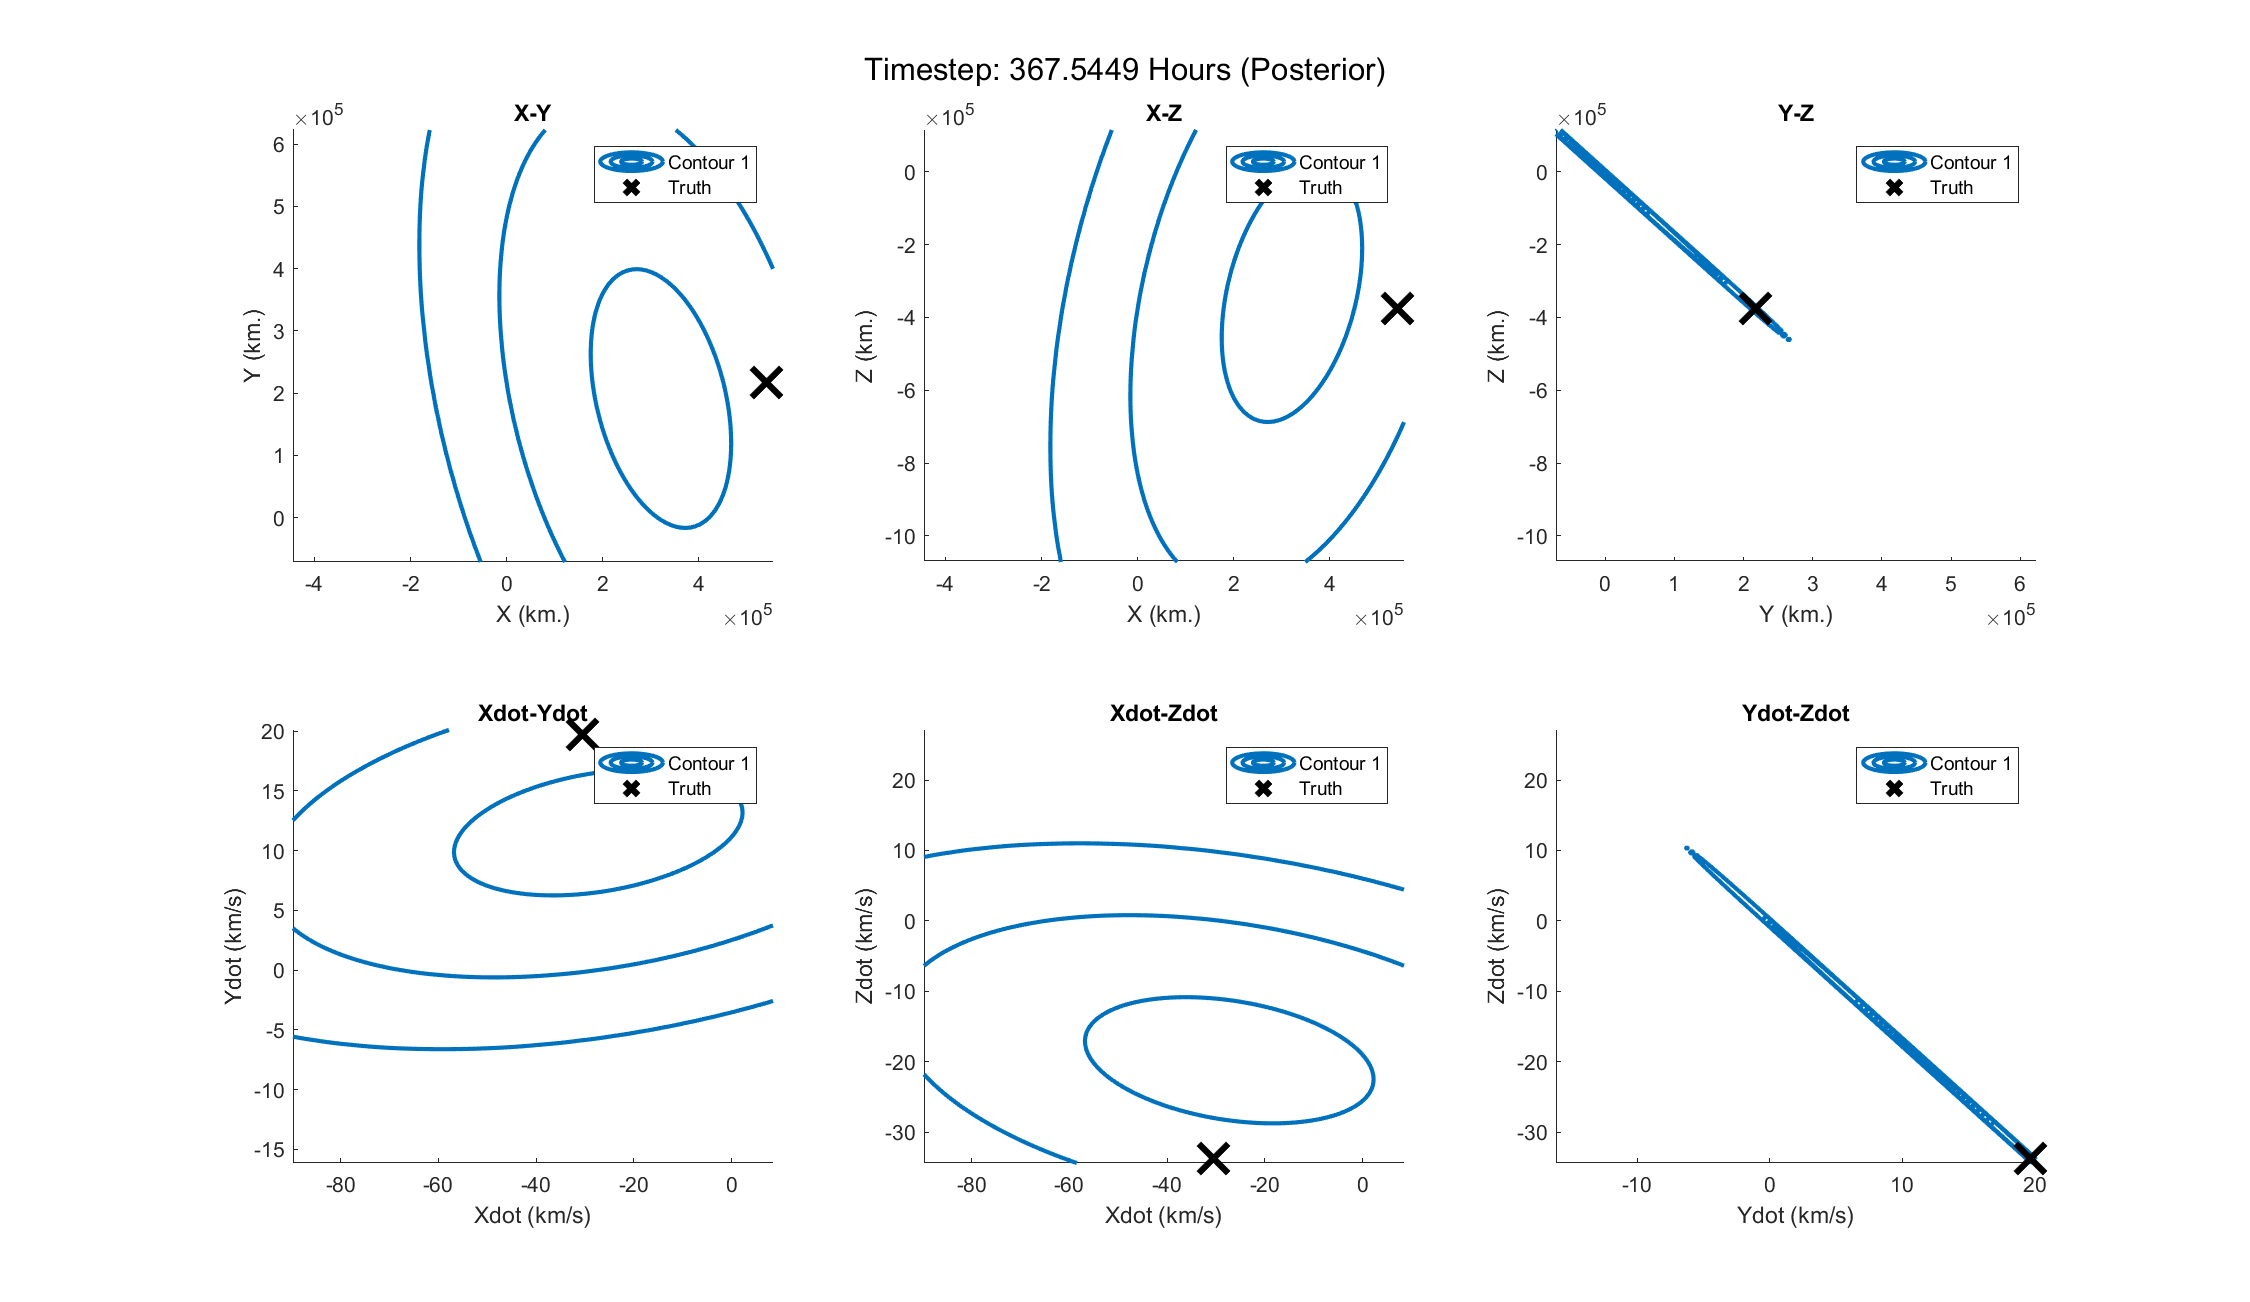 Timestep: 367.5449 Hours (Posterior)
X-Y
×10^5
6
5
4
3
2
1
0
Y (km.)
-4 -2 0 2 4
X (km.)
×10^5
Contour 1
Truth
X-Z
×10^5
0
-2
-4
-6
-8
-10
Z (km.)
-4 -2 0 2 4
X (km.)
×10^5
Contour 1
Truth
Y-Z
×10^5
0
-2
-4
-6
-8
-10
Z (km.)
0 1 2 3 4 5 6
Y (km.)
×10^5
Contour 1
Truth
Xdot-Ydot
20
15
10
5
0
-5
-10
-15
Ydot (km/s)
-80 -60 -40 -20 0
Xdot (km/s)
Contour 1
Truth
Xdot-Zdot
20
10
0
-10
-20
-30
Zdot (km/s)
-80 -60 -40 -20 0
Xdot (km/s)
Contour 1
Truth
Ydot-Zdot
20
10
0
-10
-20
-30
Zdot (km/s)
-10 0 10 20
Ydot (km/s)
Contour 1
Truth